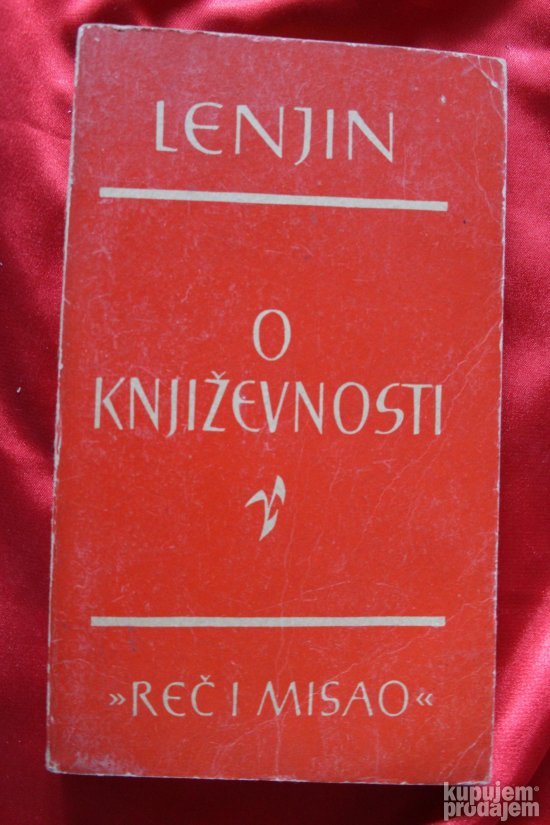 LENJIN
O
KNJIŽEVNOSTI
»REČ I MISAO«
kupujem
prodajem